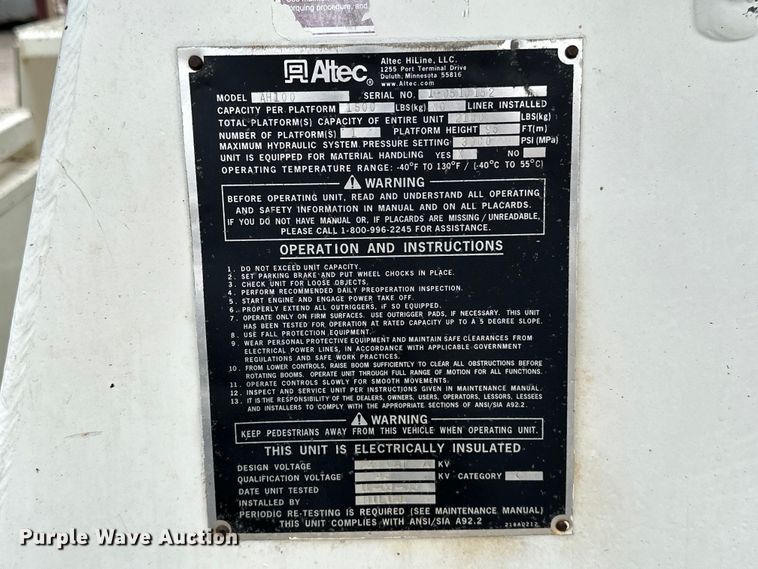 torquing procedure, and
Altec®
Altec HiLine, LLC.
1255 Port Terminal Drive
Duluth, Minnesota 55816
www.Altec.com
MODEL AH100 SERIAL NO.
CAPACITY PER PLATFORM 1500 LBS(kg) NO LINER INSTALLED
TOTAL PLATFORM(S) CAPACITY OF ENTIRE UNIT LBS(kg)
NUMBER OF PLATFORM(S) 1 PLATFORM HEIGHT FT(m)
MAXIMUM HYDRAULIC SYSTEM PRESSURE SETTING PSI (MPa)
UNIT IS EQUIPPED FOR MATERIAL HANDLING YES X NO
OPERATING TEMPERATURE RANGE: -40°F TO 130°F / (-40°C TO 55°C)
WARNING
BEFORE OPERATING UNIT, READ AND UNDERSTAND ALL OPERATING
AND SAFETY INFORMATION IN MANUAL AND ON ALL PLACARDS.
IF YOU DO NOT HAVE MANUAL OR, IF PLACARDS ARE MISSING / UNREADABLE,
PLEASE CALL 1-800-996-2245 FOR ASSISTANCE.
OPERATION AND INSTRUCTIONS
1. DO NOT EXCEED UNIT CAPACITY.
2. SET PARKING BRAKE AND PUT WHEEL CHOCKS IN PLACE.
3. CHECK UNIT FOR LOOSE OBJECTS.
4. PERFORM RECOMMENDED DAILY PREOPERATION INSPECTION.
5. START ENGINE AND ENGAGE POWER TAKE OFF.
6. PROPERLY EXTEND ALL OUTRIGGERS, IF SO EQUIPPED.
7. OPERATE ONLY ON FIRM SURFACES. USE OUTRIGGER PADS, IF NECESSARY. THIS UNIT
HAS BEEN TESTED FOR OPERATION AT RATED CAPACITY UP TO A 5 DEGREE SLOPE.
8. USE FALL PROTECTION EQUIPMENT.
9. WEAR PERSONAL PROTECTIVE EQUIPMENT AND MAINTAIN SAFE CLEARANCES FROM
ELECTRICAL POWER LINES, IN ACCORDANCE WITH APPLICABLE GOVERNMENT
REGULATIONS AND SAFE WORK PRACTICES.
10. FROM LOWER CONTROLS, RAISE BOOM SUFFICIENTLY TO CLEAR ALL OBSTRUCTIONS BEFORE
ROTATING BOOMS. OPERATE UNIT THROUGH FULL RANGE OF MOTION FOR ALL FUNCTIONS.
11. OPERATE CONTROLS SLOWLY FOR SMOOTH MOVEMENTS.
12. INSPECT AND SERVICE UNIT PER INSTRUCTIONS GIVEN IN MAINTENANCE MANUAL.
13. IT IS THE RESPONSIBILITY OF THE DEALERS, OWNERS, USERS, OPERATORS, LESSORS, LESSEES
AND INSTALLERS TO COMPLY WITH THE APPROPRIATE SECTIONS OF ANSI/SIA A92.2.
WARNING
KEEP PEDESTRIANS AWAY FROM THIS VEHICLE WHEN OPERATING UNIT.
THIS UNIT IS ELECTRICALLY INSULATED
DESIGN VOLTAGE KV
QUALIFICATION VOLTAGE KV CATEGORY
DATE UNIT TESTED
INSTALLED BY
PERIODIC RE-TESTING IS REQUIRED (SEE MAINTENANCE MANUAL)
THIS UNIT COMPLIES WITH ANSI/SIA A92.2
Purple Wave Auction